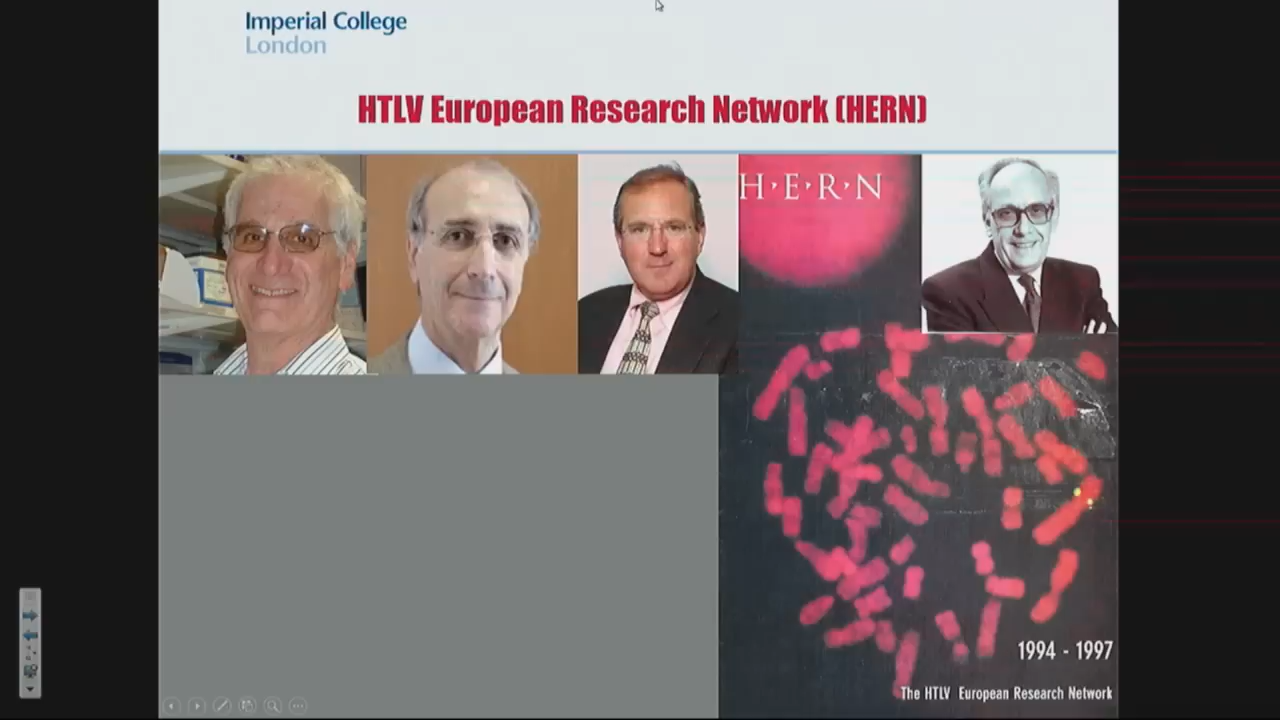 Imperial College
London
HTLV European Research Network (HERN)
H·E·R·N
1994 - 1997
The HTLV European Research Network